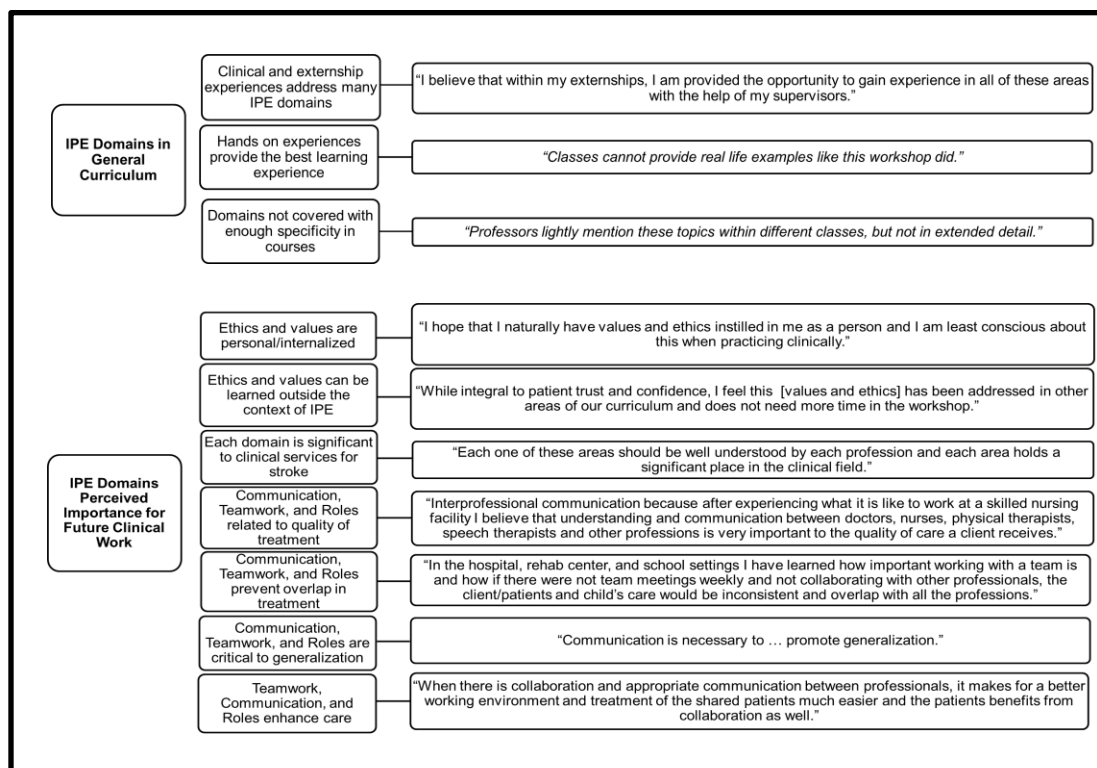 IPE Domains in
General
Curriculum
Clinical and externship
experiences address many
IPE domains
“I believe that within my externships, I am provided the opportunity to gain experience in all of these areas
with the help of my supervisors.”
Hands on experiences
provide the best learning
experience
“Classes cannot provide real life examples like this workshop did.”
Domains not covered with
enough specificity in
courses
“Professors lightly mention these topics within different classes, but not in extended detail.”
IPE Domains
Perceived
Importance for
Future Clinical
Work
Ethics and values are
personal/internalized
“I hope that I naturally have values and ethics instilled in me as a person and I am least conscious about
this when practicing clinically.”
Ethics and values can be
learned outside the
context of IPE
“While integral to patient trust and confidence, I feel this [values and ethics] has been addressed in other
areas of our curriculum and does not need more time in the workshop.”
Each domain is significant
to clinical services for
stroke
“Each one of these areas should be well understood by each profession and each area holds a
significant place in the clinical field.”
Communication,
Teamwork, and Roles
related to quality of
treatment
“Interprofessional communication because after experiencing what it is like to work at a skilled nursing
facility I believe that understanding and communication between doctors, nurses, physical therapists,
speech therapists and other professions is very important to the quality of care a client receives.”
Communication,
Teamwork, and Roles
prevent overlap in
treatment
“In the hospital, rehab center, and school settings I have learned how important working with a team is
and how if there were not team meetings weekly and not collaborating with other professionals, the
client/patients and child’s care would be inconsistent and overlap with all the professions.”
Communication,
Teamwork, and Roles are
critical to generalization
“Communication is necessary to … promote generalization.”
Teamwork,
Communication, and
Roles enhance care
“When there is collaboration and appropriate communication between professionals, it makes for a better
working environment and treatment of the shared patients much easier and the patients benefits from
collaboration as well.”